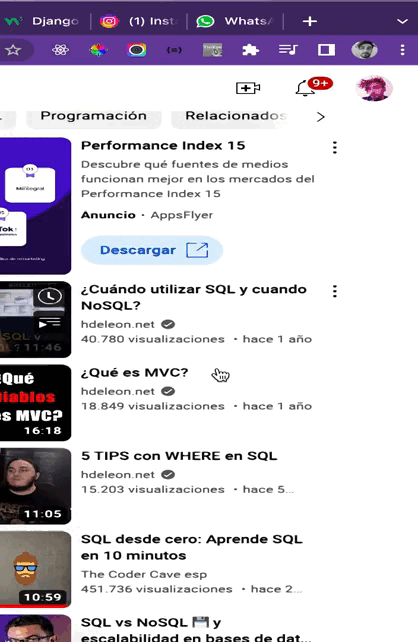 Django
(1) Inst
WhatsA
9+
Programación
Relacionados
Performance Index 15
Descubre qué fuentes de medios
funcionan mejor en los mercados del
Performance Index 15
Anuncio · AppsFlyer
Descargar
Mintegral
¿Cuándo utilizar SQL y cuando
NoSQL?
hdeleon.net
40.780 visualizaciones · hace 1 año
11:46
¿Qué es MVC?
hdeleon.net
18.849 visualizaciones · hace 1 año
¿Qué
Diablos
es MVC?
16:18
5 TIPS con WHERE en SQL
hdeleon.net
15.203 visualizaciones · hace 5...
11:05
SQL desde cero: Aprende SQL
en 10 minutos
The Coder Cave esp
451.736 visualizaciones · hace 2...
10:59
SQL vs NoSQL 💾 y
escalabilidad en bases de dat...